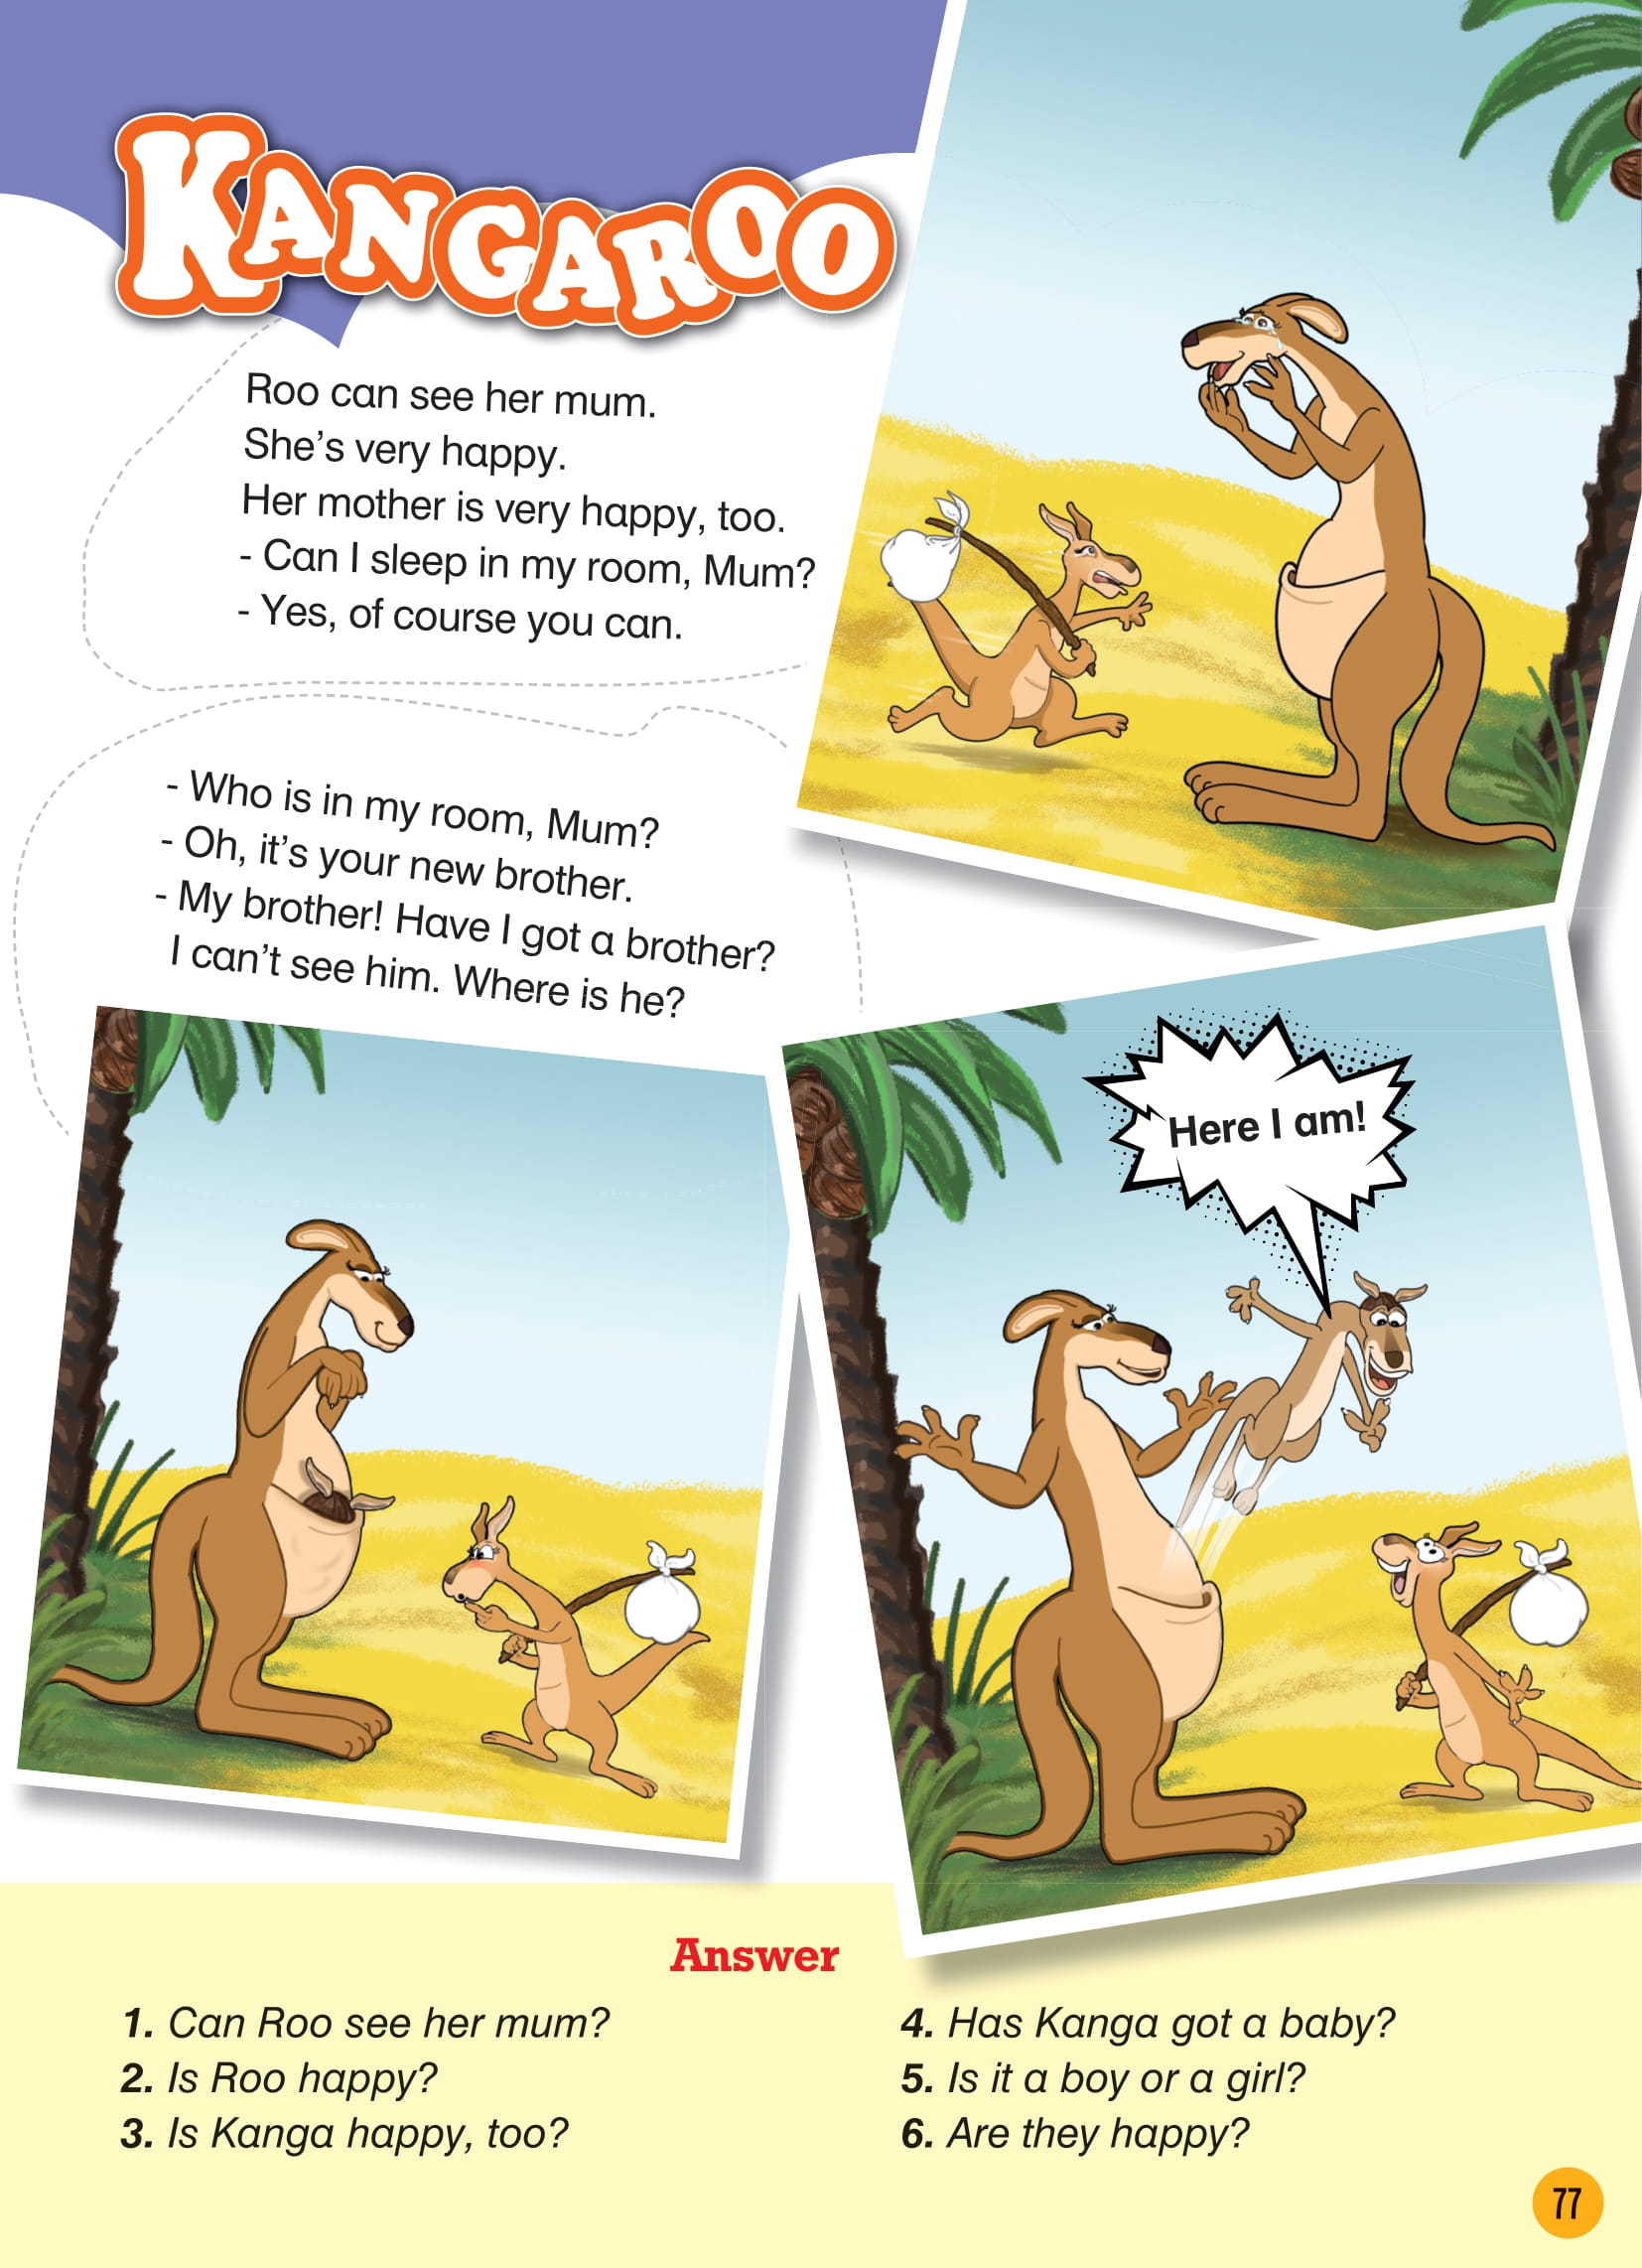 KANGAROO
Roo can see her mum.
She's very happy.
Her mother is very happy, too.
- Can I sleep in my room, Mum?
- Yes, of course you can.
- Who is in my room, Mum?
- Oh, it's your new brother.
- My brother! Have I got a brother?
I can't see him. Where is he?
Here I am!
Answer
1. Can Roo see her mum?
2. Is Roo happy?
3. Is Kanga happy, too?
4. Has Kanga got a baby?
5. Is it a boy or a girl?
6. Are they happy?
77